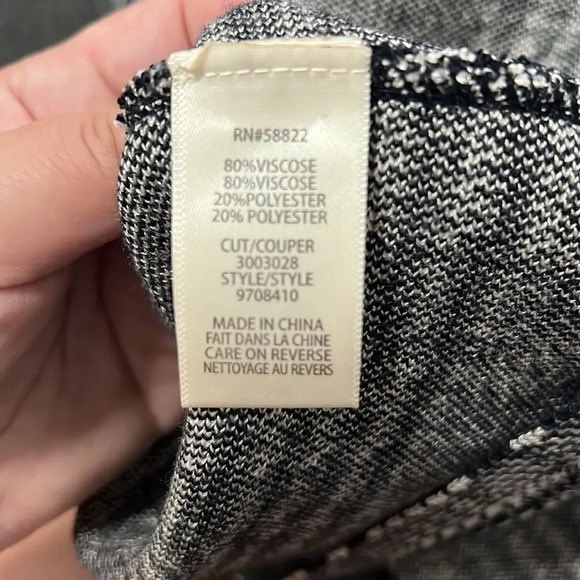 RN#58822
80%VISCOSE
80%VISCOSE
20%POLYESTER
20% POLYESTER
CUT/COUPER
3003028
STYLE/STYLE
9708410
MADE IN CHINA
FAIT DANS LA CHINE
CARE ON REVERSE
NETTOYAGE AU REVERS